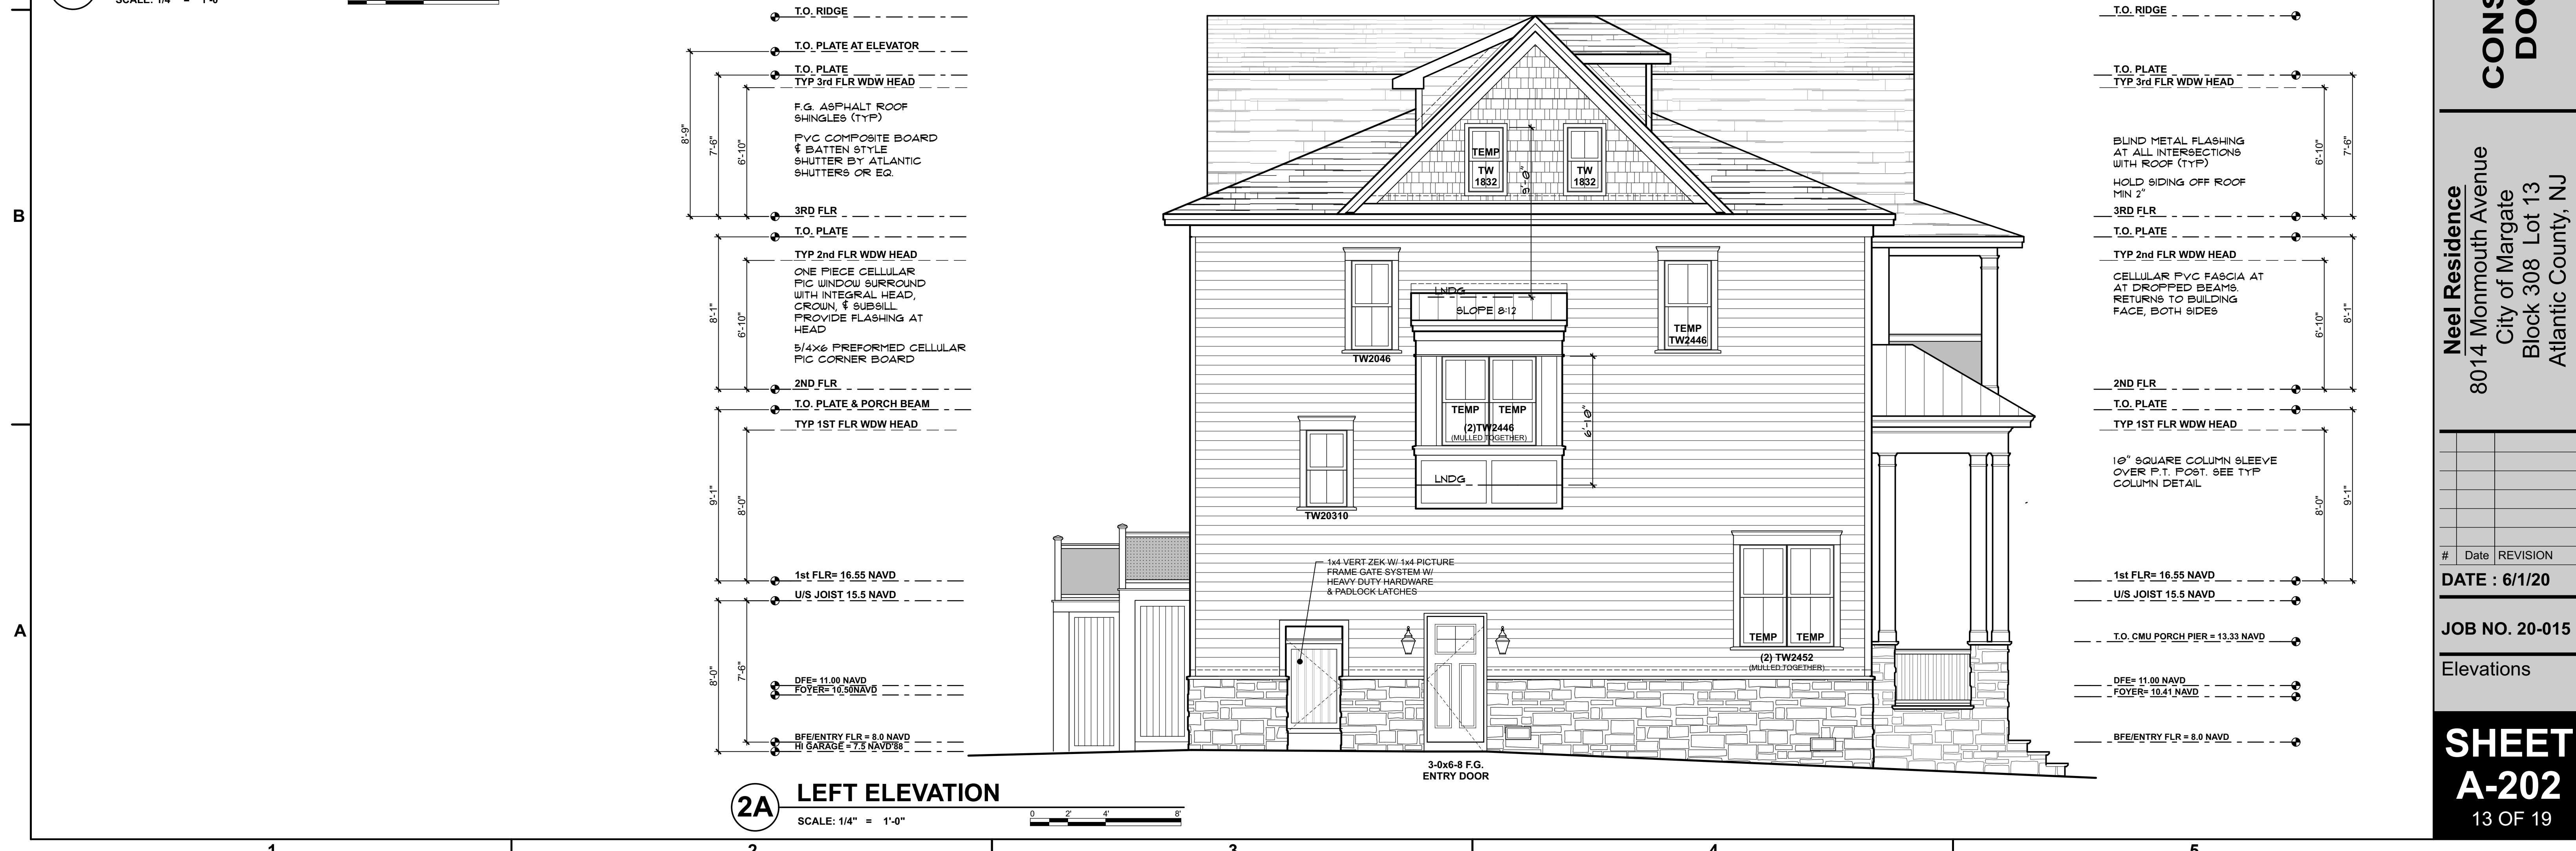 SCALE: 1/4" = 1'-0"
T.O. RIDGE
T.O. PLATE AT ELEVATOR
T.O. PLATE
TYP 3rd FLR WDW HEAD
F.G. ASPHALT ROOF
SHINGLES (TYP)
PVC COMPOSITE BOARD
& BATTEN STYLE
SHUTTER BY ATLANTIC
SHUTTERS OR EQ.
8'-9"
7'-6"
6'-10"
3RD FLR
T.O. PLATE
TYP 2nd FLR WDW HEAD
ONE PIECE CELLULAR
PIC WINDOW SURROUND
WITH INTEGRAL HEAD,
CROWN, & SUBSILL
PROVIDE FLASHING AT
HEAD
5/4X6 PREFORMED CELLULAR
PIC CORNER BOARD
8'-1"
6'-10"
2ND FLR
T.O. PLATE & PORCH BEAM
TYP 1ST FLR WDW HEAD
9'-1"
8'-0"
1st FLR= 16.55 NAVD
U/S JOIST 15.5 NAVD
8'-0"
7'-6"
DFE= 11.00 NAVD
FOYER= 10.50NAVD
BFE/ENTRY FLR = 8.0 NAVD
HI GARAGE = 7.5 NAVD'88
TEMP
TW
1832
TW
1832
9'-0"
LNDG
SLOPE 8:12
TW2046
TEMP
TW2446
TEMP
TEMP
(2)TW2446
(MULLED TOGETHER)
6'-10"
LNDG
TW20310
1x4 VERT ZEK W/ 1x4 PICTURE
FRAME GATE SYSTEM W/
HEAVY DUTY HARDWARE
& PADLOCK LATCHES
TEMP
TEMP
(2) TW2452
(MULLED TOGETHER)
3-0x6-8 F.G.
ENTRY DOOR
T.O. RIDGE
T.O. PLATE
TYP 3rd FLR WDW HEAD
BLIND METAL FLASHING
AT ALL INTERSECTIONS
WITH ROOF (TYP)
HOLD SIDING OFF ROOF
MIN 2"
6'-10"
7'-6"
3RD FLR
T.O. PLATE
TYP 2nd FLR WDW HEAD
CELLULAR PVC FASCIA AT
AT DROPPED BEAMS.
RETURNS TO BUILDING
FACE, BOTH SIDES
6'-10"
8'-1"
2ND FLR
T.O. PLATE
TYP 1ST FLR WDW HEAD
10" SQUARE COLUMN SLEEVE
OVER P.T. POST. SEE TYP
COLUMN DETAIL
8'-0"
9'-1"
1st FLR= 16.55 NAVD
U/S JOIST 15.5 NAVD
T.O. CMU PORCH PIER = 13.33 NAVD
DFE= 11.00 NAVD
FOYER= 10.41 NAVD
BFE/ENTRY FLR = 8.0 NAVD
2A
LEFT ELEVATION
SCALE: 1/4" = 1'-0"
0 2' 4' 8'
B
A
1 2 3 4 5
Neel Residence
8014 Monmouth Avenue
City of Margate
Block 308 Lot 13
Atlantic County, NJ
# Date REVISION
DATE : 6/1/20
JOB NO. 20-015
Elevations
SHEET
A-202
13 OF 19